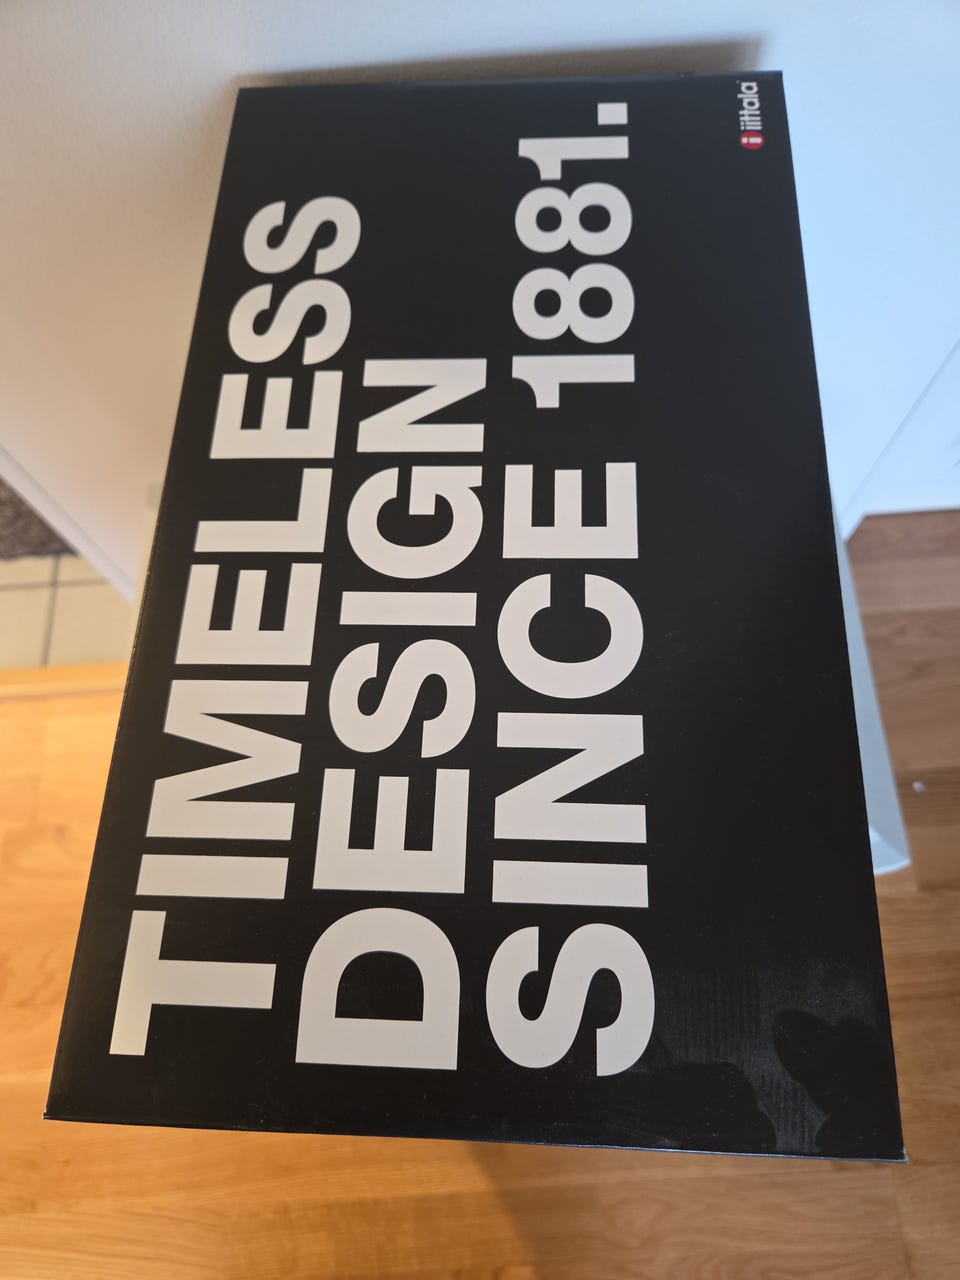 TIMELESS
DESIGN
SINCE 1881.
iittala